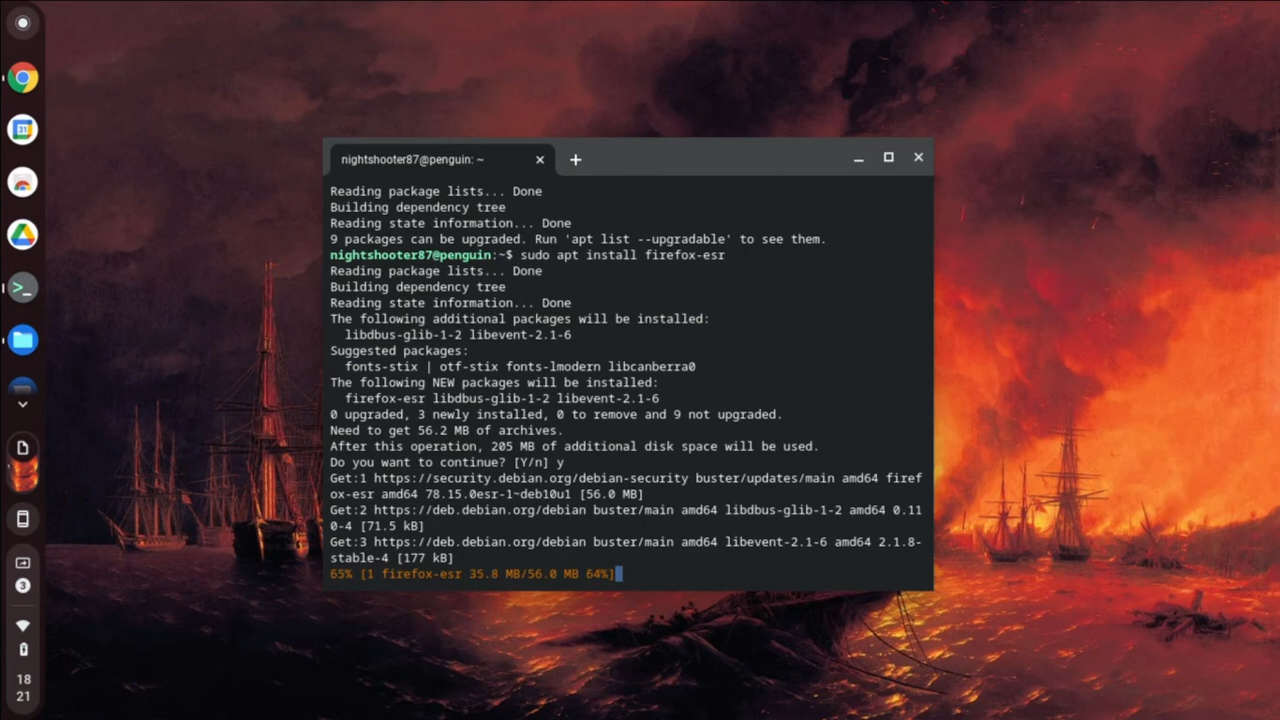 nightshooter87@penguin: ~
Reading package lists... Done
Building dependency tree
Reading state information... Done
9 packages can be upgraded. Run 'apt list --upgradable' to see them.
nightshooter87@penguin:~$ sudo apt install firefox-esr
Reading package lists... Done
Building dependency tree
Reading state information... Done
The following additional packages will be installed:
libdbus-glib-1-2 libevent-2.1-6
Suggested packages:
fonts-stix | otf-stix fonts-lmodern libcanberra0
The following NEW packages will be installed:
firefox-esr libdbus-glib-1-2 libevent-2.1-6
0 upgraded, 3 newly installed, 0 to remove and 9 not upgraded.
Need to get 56.2 MB of archives.
After this operation, 205 MB of additional disk space will be used.
Do you want to continue? [Y/n] y
Get:1 https://security.debian.org/debian-security buster/updates/main amd64 firef
ox-esr amd64 78.15.0esr-1~deb10u1 [56.0 MB]
Get:2 https://deb.debian.org/debian buster/main amd64 libdbus-glib-1-2 amd64 0.11
0-4 [71.5 kB]
Get:3 https://deb.debian.org/debian buster/main amd64 libevent-2.1-6 amd64 2.1.8-
stable-4 [177 kB]
65% [1 firefox-esr 35.8 MB/56.0 MB 64%]
31
>_
3
18
21